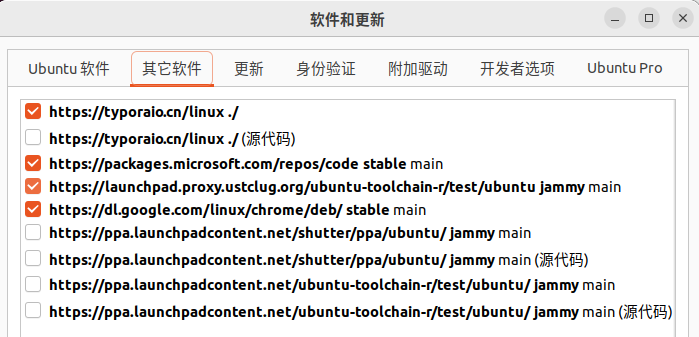 软件和更新
Ubuntu 软件 其它软件 更新 身份验证 附加驱动 开发者选项 Ubuntu Pro
https://typoraio.cn/linux ./
https://typoraio.cn/linux ./ (源代码)
https://packages.microsoft.com/repos/code stable main
https://launchpad.proxy.ustclug.org/ubuntu-toolchain-r/test/ubuntu jammy main
https://dl.google.com/linux/chrome/deb/ stable main
https://ppa.launchpadcontent.net/shutter/ppa/ubuntu/ jammy main
https://ppa.launchpadcontent.net/shutter/ppa/ubuntu/ jammy main (源代码)
https://ppa.launchpadcontent.net/ubuntu-toolchain-r/test/ubuntu/ jammy main
https://ppa.launchpadcontent.net/ubuntu-toolchain-r/test/ubuntu/ jammy main (源代码)